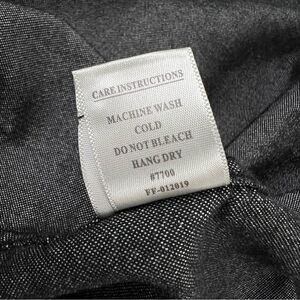 CARE INSTRUCTIONS
MACHINE WASH
COLD
DO NOT BLEACH
HANG DRY
#7700
FF-012019